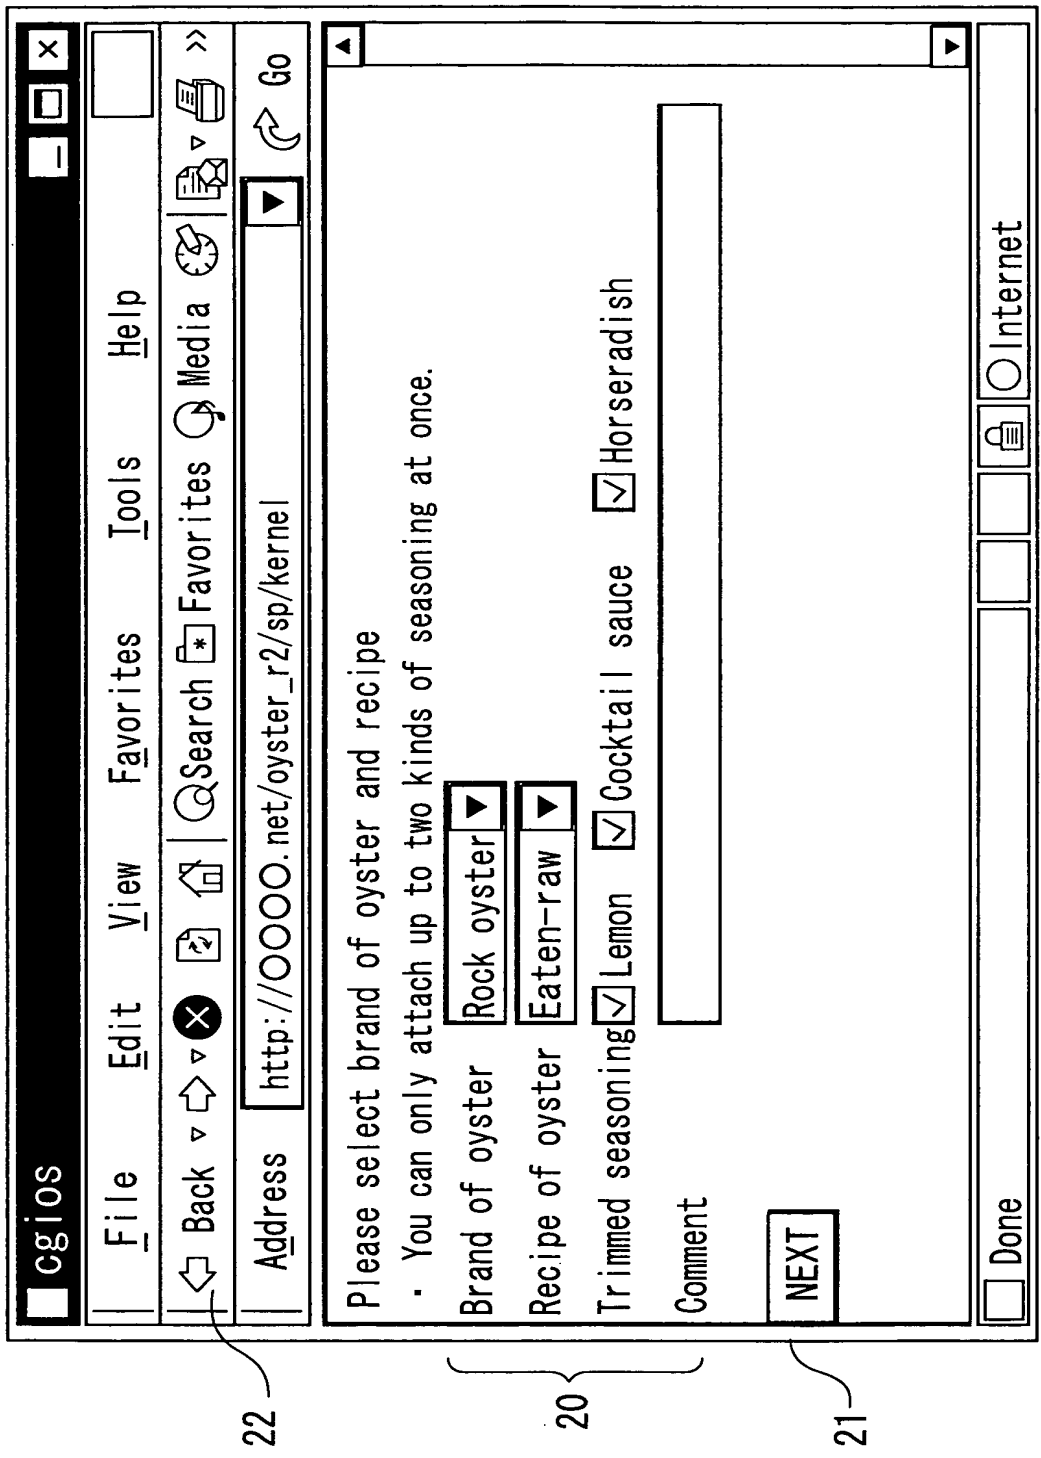 cgios
File Edit View Favorites Tools Help
Back Search Favorites Media »
Address http://OOOO.net/oyster_r2/sp/kernel Go
Please select brand of oyster and recipe
・You can only attach up to two kinds of seasoning at once.
Brand of oyster Rock oyster
Recipe of oyster Eaten-raw
Trimmed seasoning Lemon Cocktail sauce Horseradish
Comment
NEXT
Done Internet
22
20
21